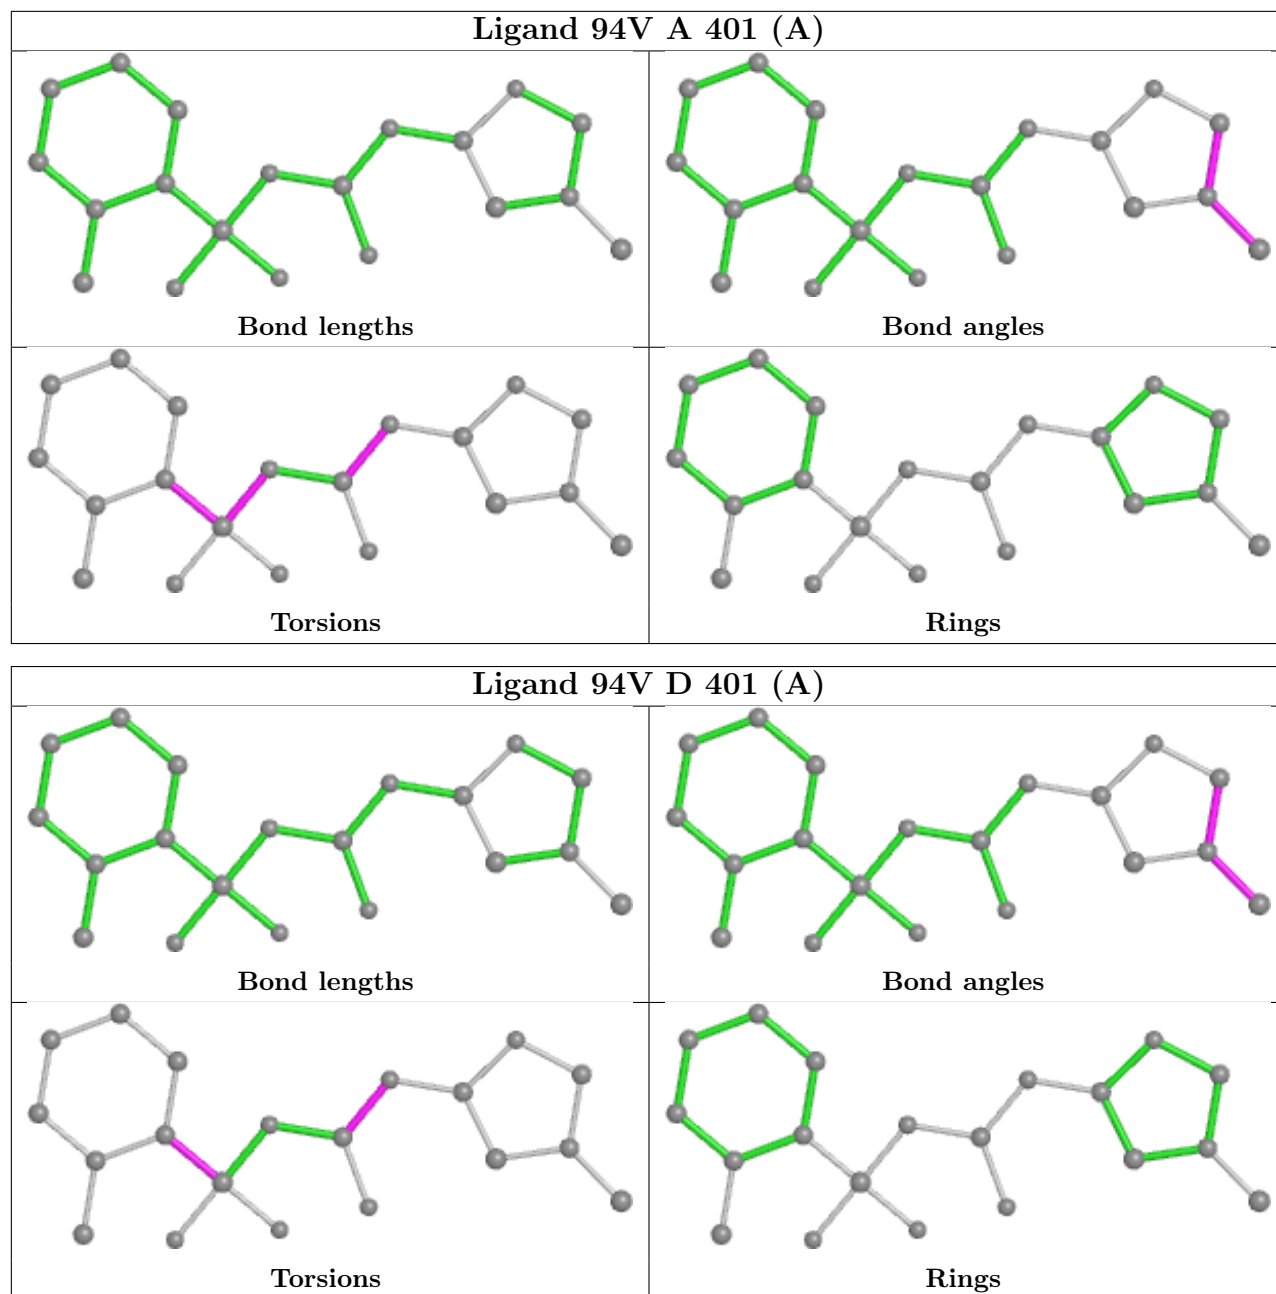 Ligand 94V A 401 (A)
Bond lengths
Bond angles
Torsions
Rings
Ligand 94V D 401 (A)
Bond lengths
Bond angles
Torsions
Rings